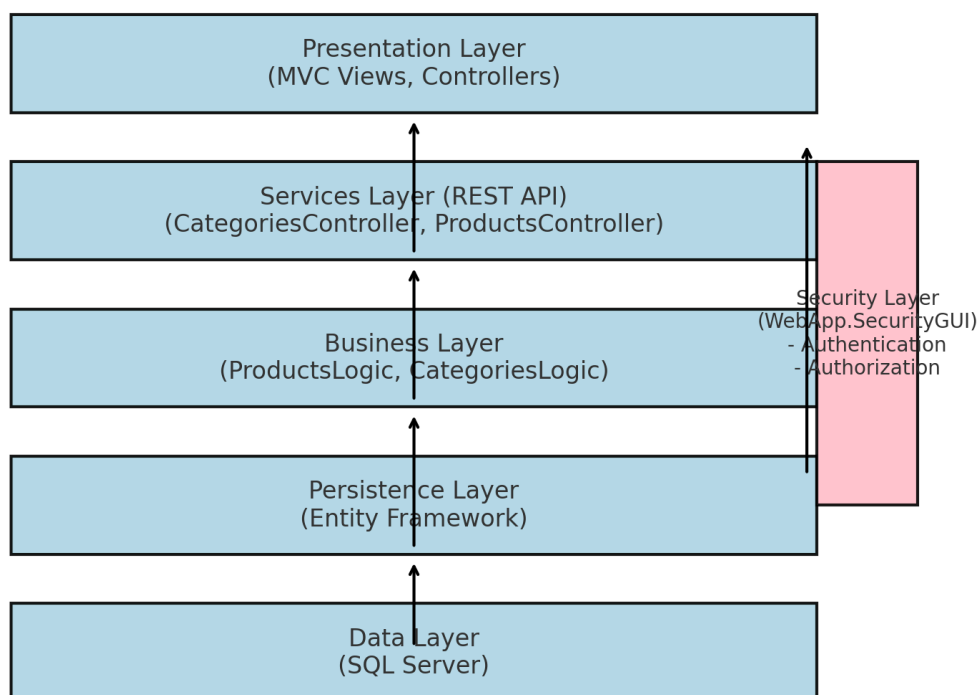 Presentation Layer
(MVC Views, Controllers)
Services Layer (REST API)
(CategoriesController, ProductsController)
Business Layer
(ProductsLogic, CategoriesLogic)
Security Layer
(WebApp.SecurityGUI)
- Authentication
- Authorization
Persistence Layer
(Entity Framework)
Data Layer
(SQL Server)